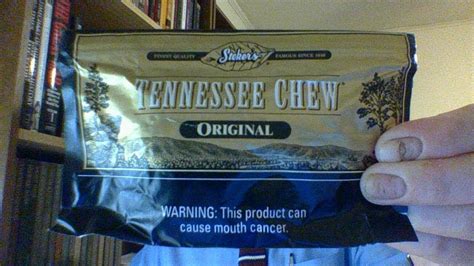 Stoker's
FINEST QUALITY
FAMOUS SINCE 1940
TENNESSEE CHEW
ORIGINAL
WARNING: This product can
cause mouth cancer.